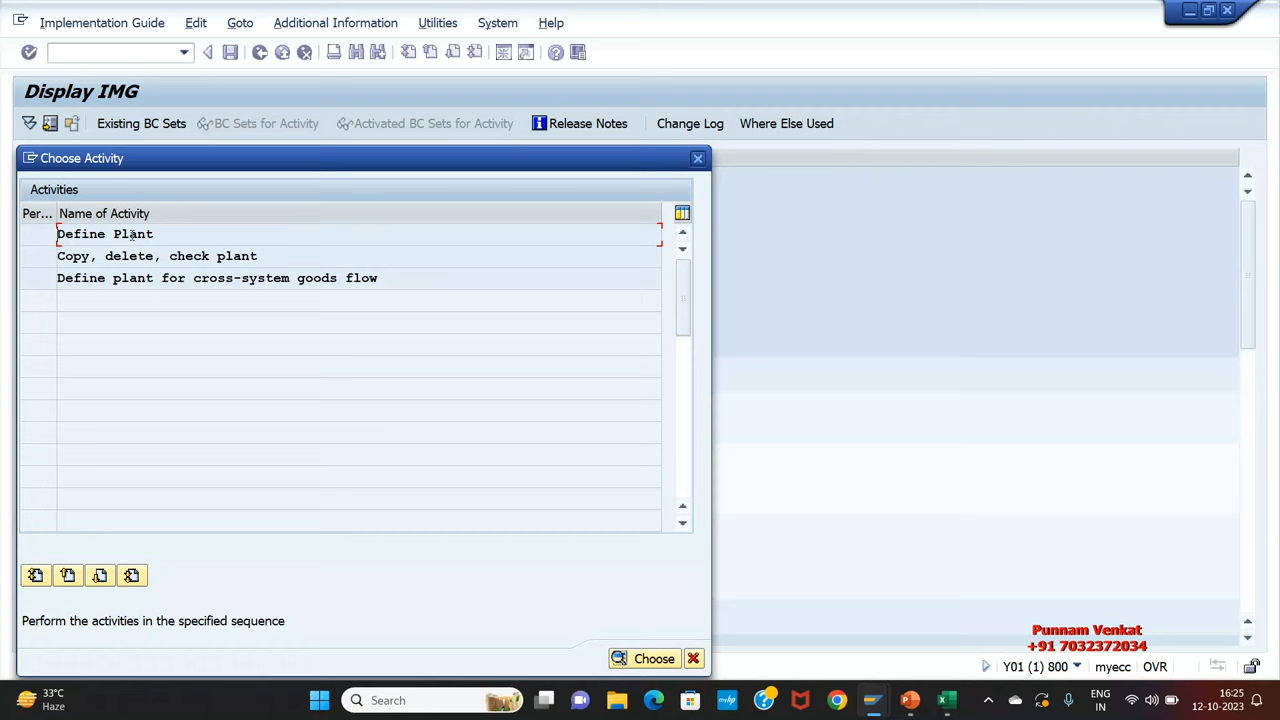 Implementation Guide Edit Goto Additional Information Utilities System Help
Display IMG
Existing BC Sets BC Sets for Activity Activated BC Sets for Activity Release Notes Change Log Where Else Used
Choose Activity
Activities
Per... Name of Activity
Define Plant
Copy, delete, check plant
Define plant for cross-system goods flow
Perform the activities in the specified sequence
Choose
Punnam Venkat
+91 7032372034
Y01 (1) 800 myecc OVR
33°C
Haze
Search
myhp
ENG
IN
16:25
12-10-2023